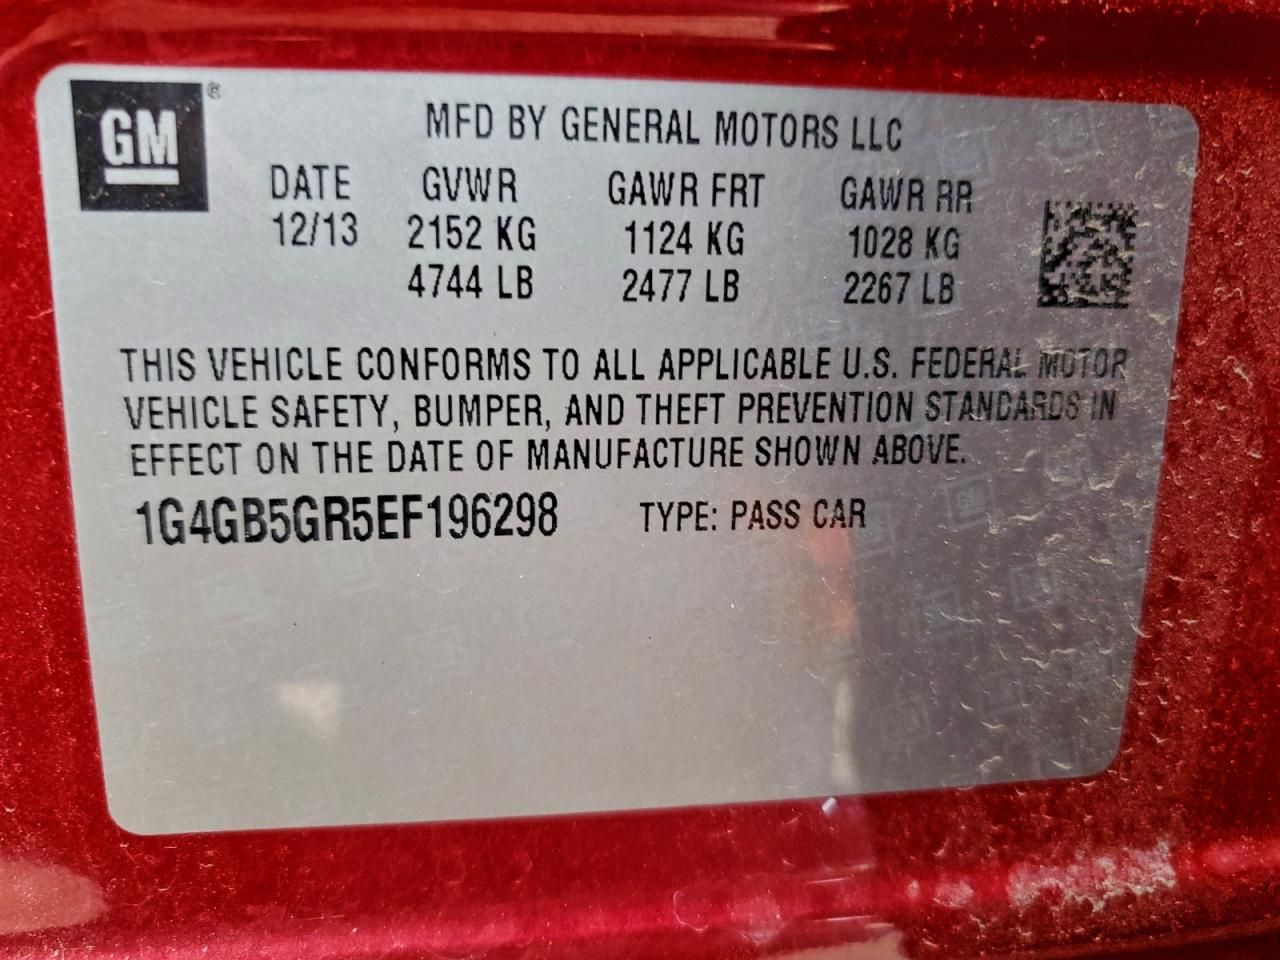 GM®
MFD BY GENERAL MOTORS LLC
DATE GVWR GAWR FRT GAWR RR
12/13 2152 KG 1124 KG 1028 KG
4744 LB 2477 LB 2267 LB
THIS VEHICLE CONFORMS TO ALL APPLICABLE U.S. FEDERAL MOTOR
VEHICLE SAFETY, BUMPER, AND THEFT PREVENTION STANDARDS IN
EFFECT ON THE DATE OF MANUFACTURE SHOWN ABOVE.
1G4GB5GR5EF196298 TYPE: PASS CAR